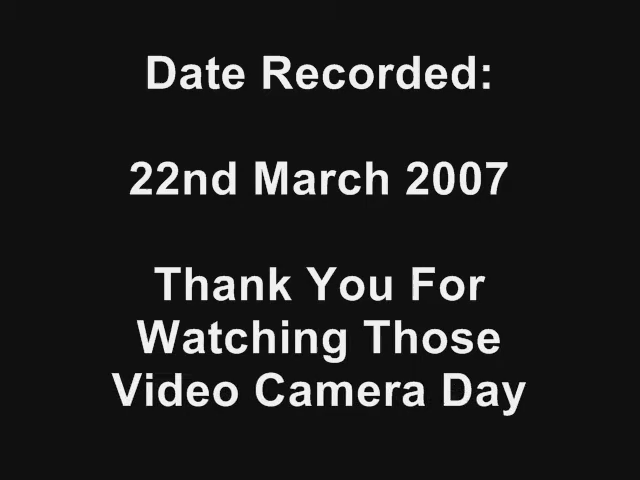 Date Recorded:
22nd March 2007
Thank You For
Watching Those
Video Camera Day